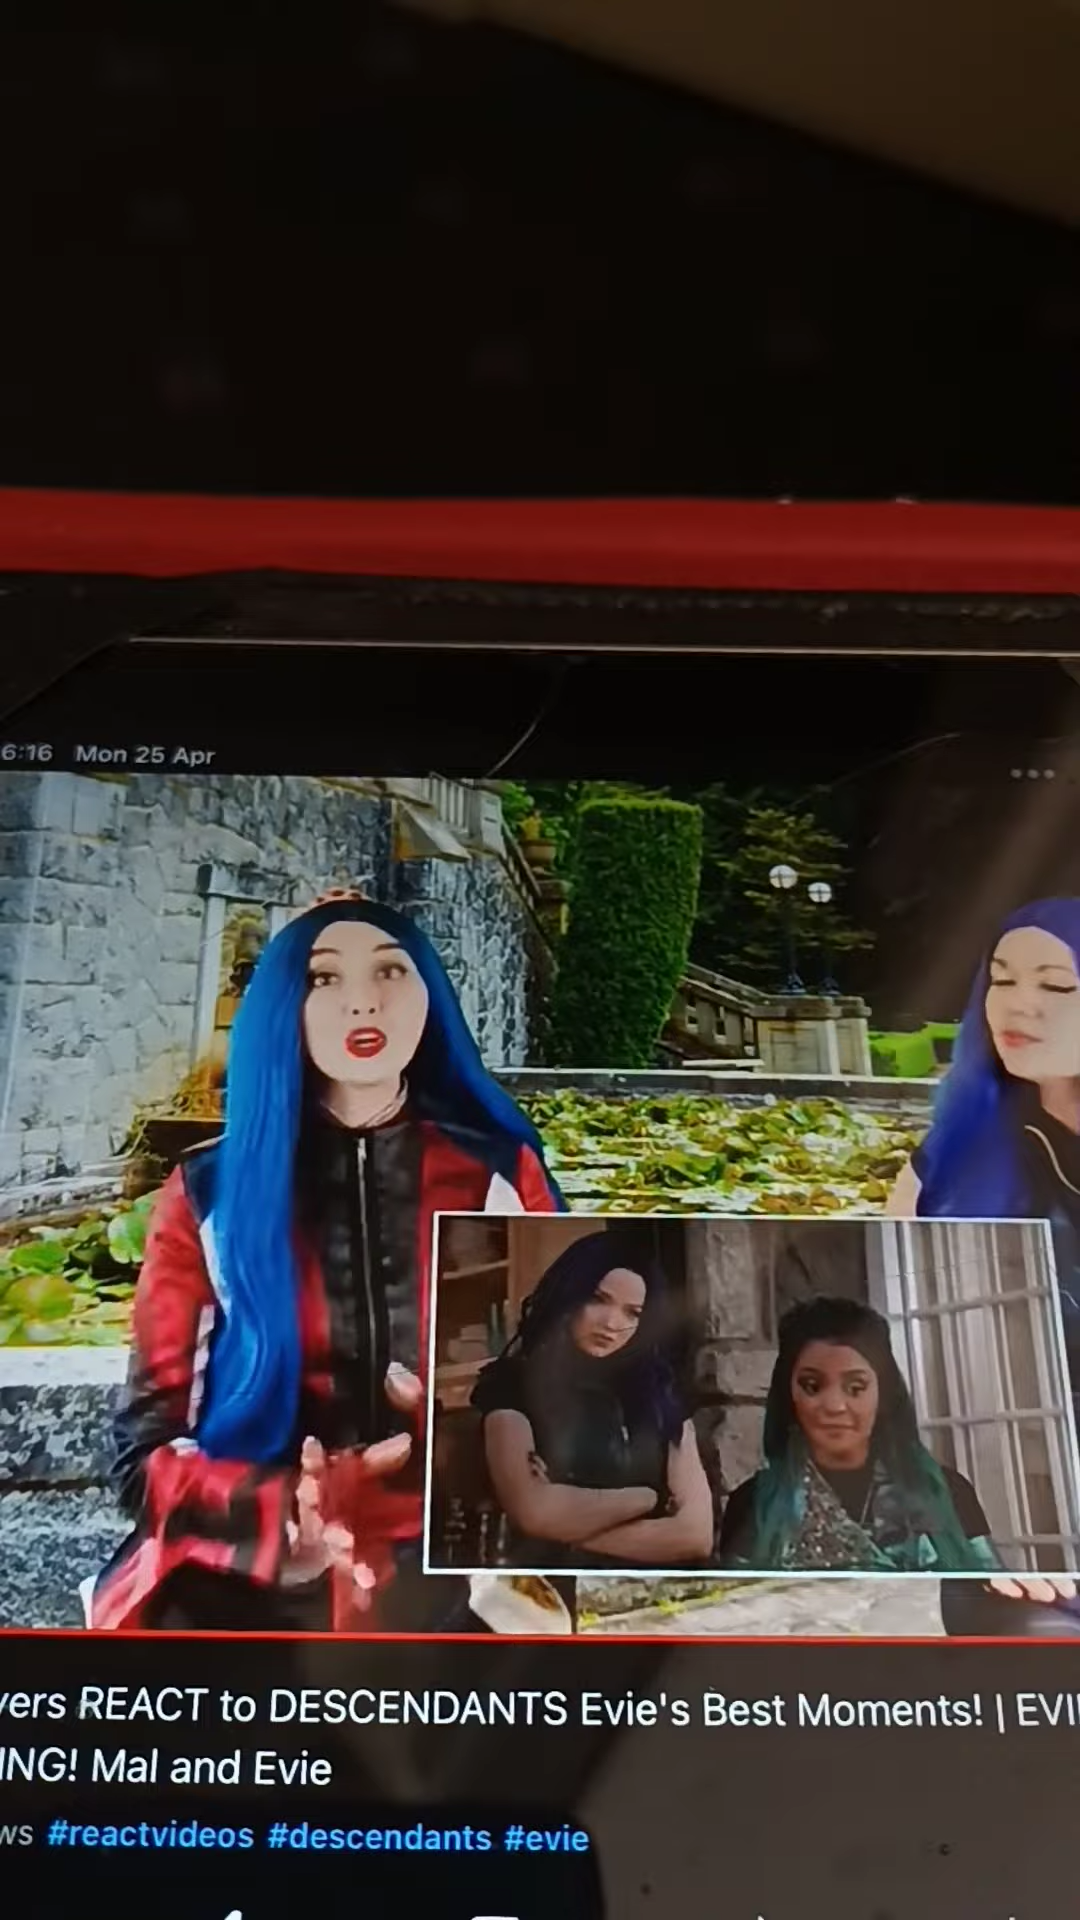 6:16 Mon 25 Apr
REACT to DESCENDANTS Evie's Best Moments! |
Mal and Evie
#reactvideos #descendants #evie